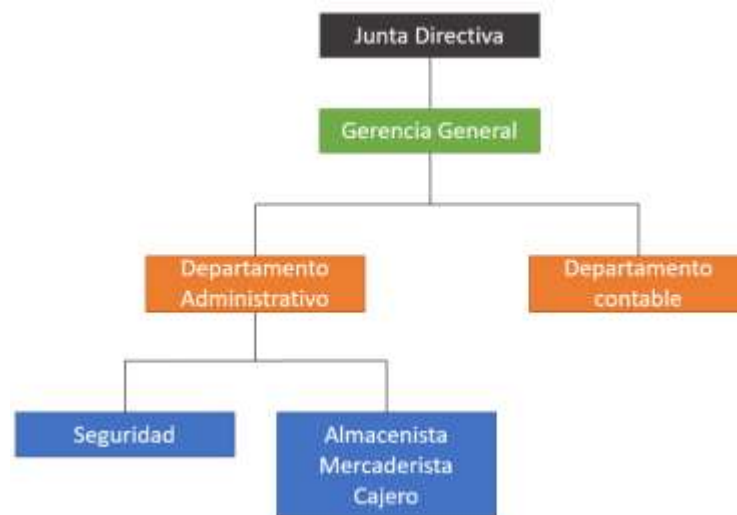 Junta Directiva
Gerencia General
Departamento
Administrativo
Departamento
contable
Seguridad
Almacenista
Mercaderista
Cajero